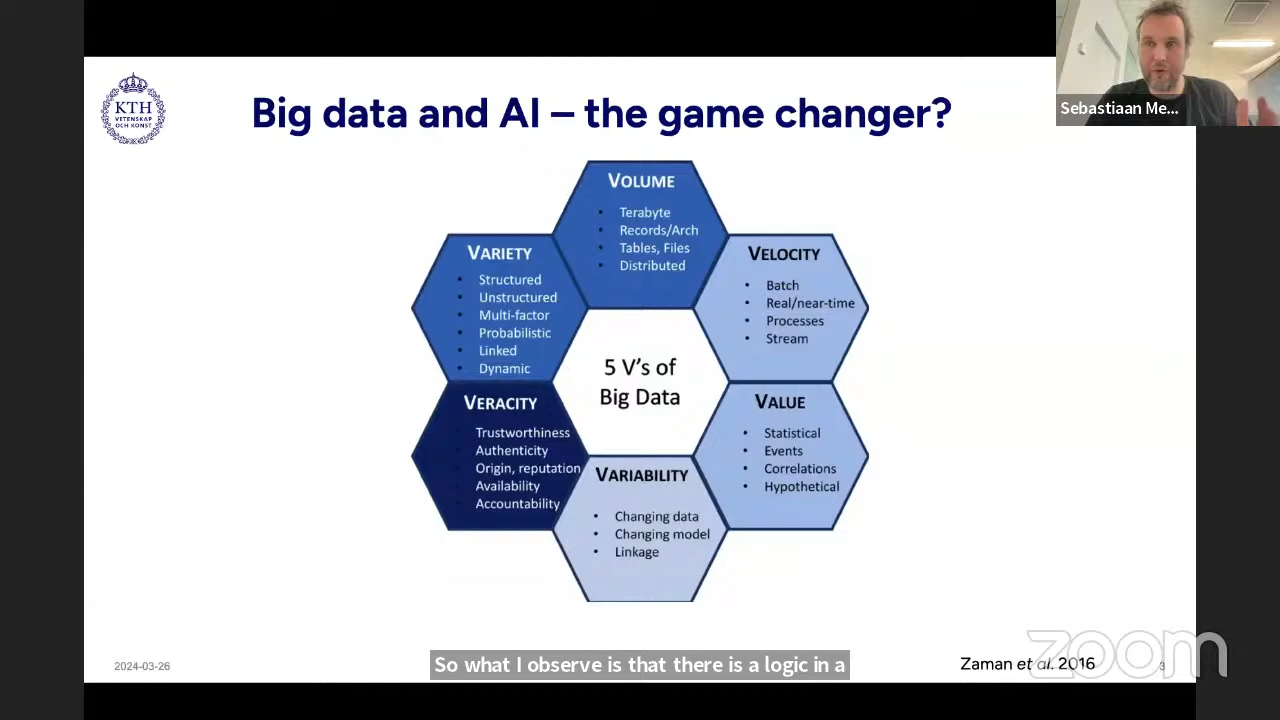 KTH
VETENSKAP
OCH KONST
Big data and AI – the game changer?
Sebastiaan Me...
VOLUME
• Terabyte
• Records/Arch
• Tables, Files
• Distributed
VARIETY
• Structured
• Unstructured
• Multi-factor
• Probabilistic
• Linked
• Dynamic
VELOCITY
• Batch
• Real/near-time
• Processes
• Stream
5 V's of
Big Data
VERACITY
• Trustworthiness
• Authenticity
• Origin, reputation
• Availability
• Accountability
VALUE
• Statistical
• Events
• Correlations
• Hypothetical
VARIABILITY
• Changing data
• Changing model
• Linkage
2024-03-26
So what I observe is that there is a logic in a
Zaman et al. 2016
zoom
3